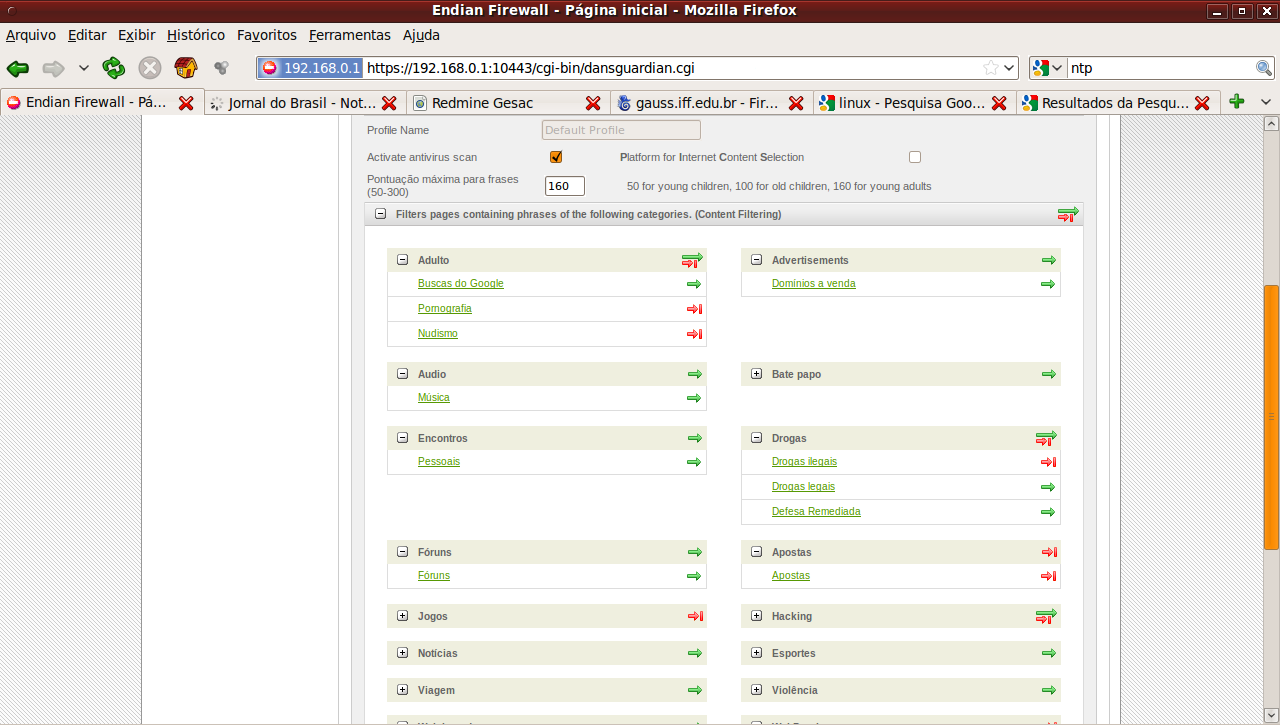 Endian Firewall - Página inicial - Mozilla Firefox
Arquivo Editar Exibir Histórico Favoritos Ferramentas Ajuda
192.168.0.1 https://192.168.0.1:10443/cgi-bin/dansguardian.cgi ntp
Endian Firewall - Pá... Jornal do Brasil - Not... Redmine Gesac gauss.iff.edu.br - Fir... linux - Pesquisa Goo... Resultados da Pesqu...
Profile Name Default Profile
Activate antivirus scan Platform for Internet Content Selection
Pontuação máxima para frases
(50-300) 160 50 for young children, 100 for old children, 160 for young adults
Filters pages containing phrases of the following categories. (Content Filtering)
Adulto Advertisements
Buscas do Google Domínios a venda
Pornografia
Nudismo
Audio Bate papo
Música
Encontros Drogas
Pessoais Drogas ilegais
Drogas legais
Defesa Remediada
Fóruns Apostas
Fóruns Apostas
Jogos Hacking
Notícias Esportes
Viagem Violência